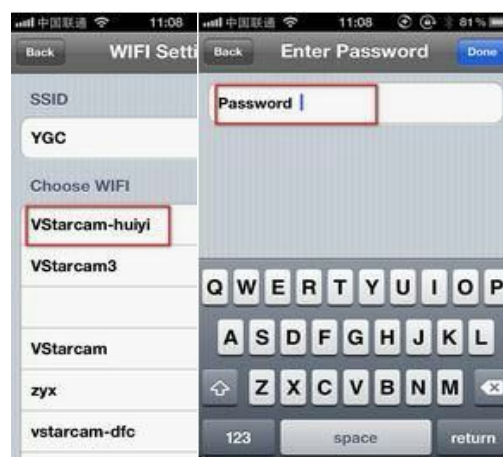 中国联通 11:08
Back WIFI Setti
SSID
YGC
Choose WIFI
VStarcam-huiyi
VStarcam3
VStarcam
zyx
vstarcam-dfc
中国联通 11:08 81%
Back Enter Password Done
Password
Q W E R T Y U I O P
A S D F G H J K L
Z X C V B N M
123 space return